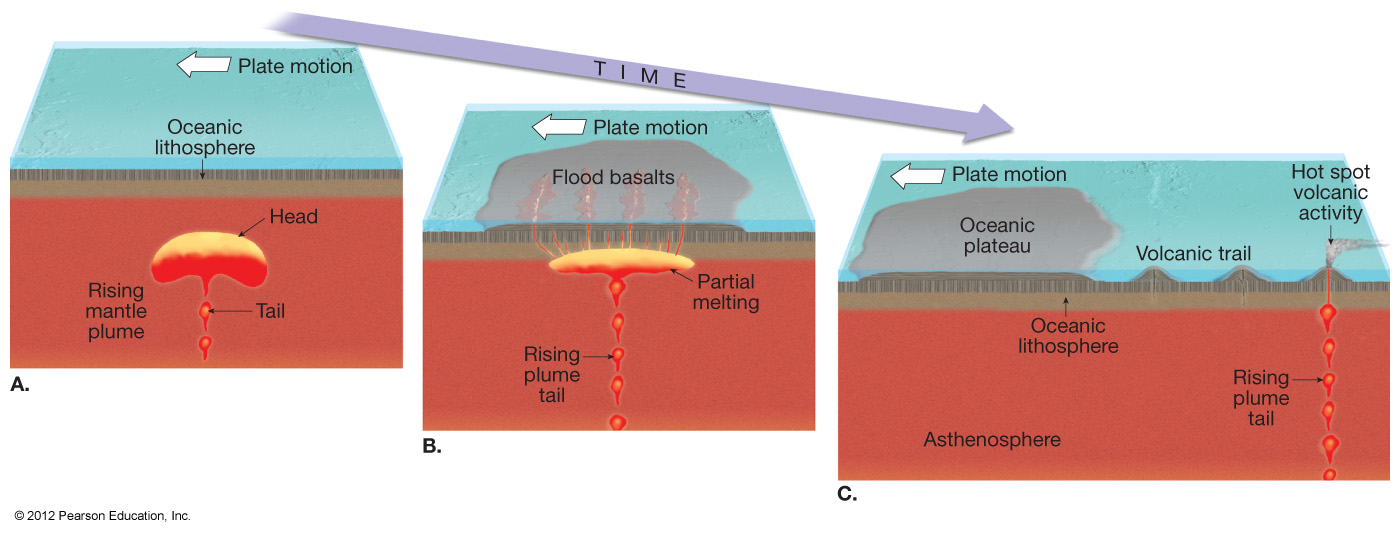 TIME
Plate motion
Oceanic
lithosphere
Head
Rising
mantle
plume
Tail
A.
Plate motion
Flood basalts
Partial
melting
Rising
plume
tail
B.
Plate motion
Hot spot
volcanic
activity
Oceanic
plateau
Volcanic trail
Oceanic
lithosphere
Rising
plume
tail
Asthenosphere
C.
© 2012 Pearson Education, Inc.